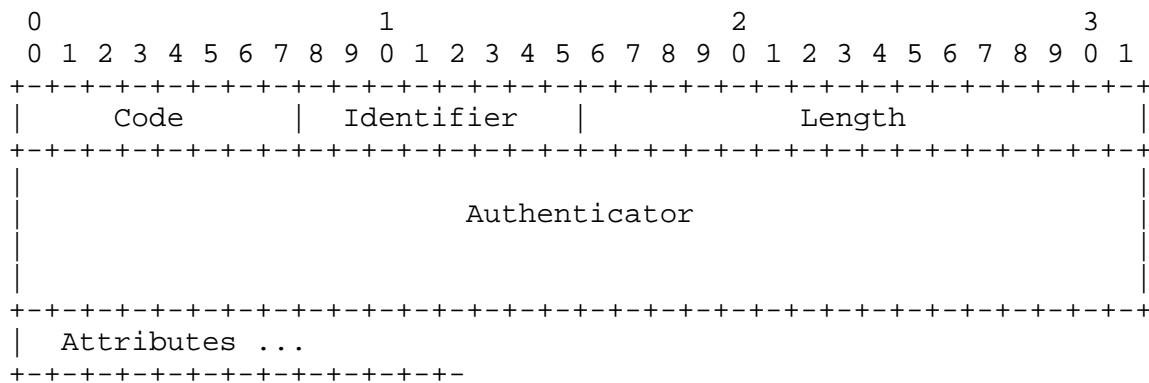 0                   1                   2                   3
 0 1 2 3 4 5 6 7 8 9 0 1 2 3 4 5 6 7 8 9 0 1 2 3 4 5 6 7 8 9 0 1
+-+-+-+-+-+-+-+-+-+-+-+-+-+-+-+-+-+-+-+-+-+-+-+-+-+-+-+-+-+-+-+-+
|     Code      |  Identifier   |            Length             |
+-+-+-+-+-+-+-+-+-+-+-+-+-+-+-+-+-+-+-+-+-+-+-+-+-+-+-+-+-+-+-+-+
|                                                               |
|                         Authenticator                         |
|                                                               |
|                                                               |
+-+-+-+-+-+-+-+-+-+-+-+-+-+-+-+-+-+-+-+-+-+-+-+-+-+-+-+-+-+-+-+-+
|  Attributes ...
+-+-+-+-+-+-+-+-+-+-+-+-+-